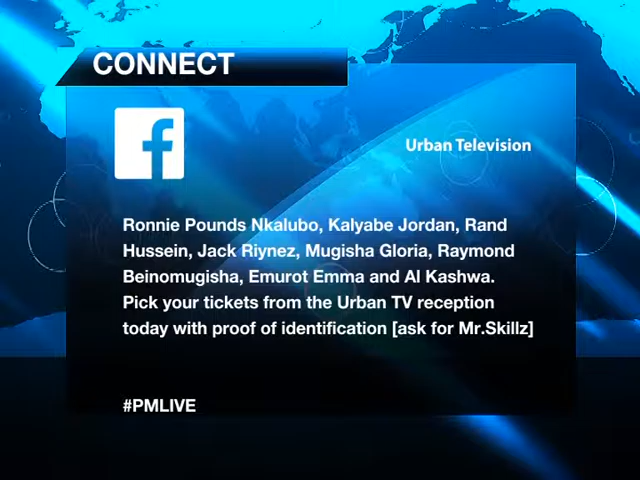 CONNECT
Urban Television
Ronnie Pounds Nkalubo, Kalyabe Jordan, Rand
Hussein, Jack Riynez, Mugisha Gloria, Raymond
Beinomugisha, Emurot Emma and Al Kashwa.
Pick your tickets from the Urban TV reception
today with proof of identification [ask for Mr.Skillz]
#PMLIVE